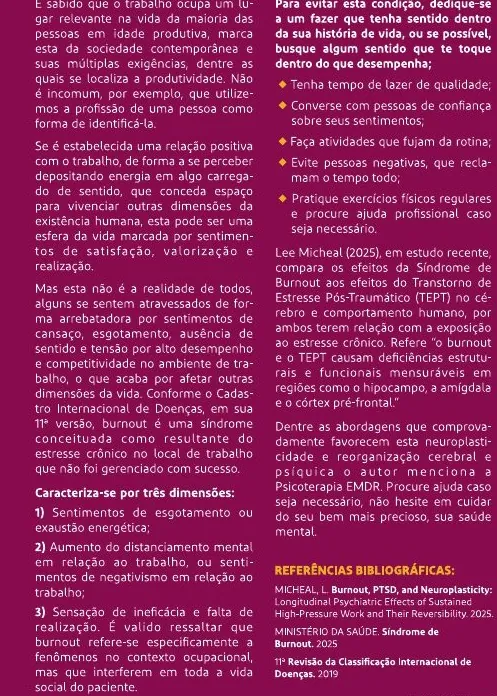 É sabido que o trabalho ocupa um lu-
gar relevante na vida da maioria das
pessoas em idade produtiva, marca
esta da sociedade contemporânea e
suas múltiplas exigências, dentre as
quais se localiza a produtividade. Não
é incomum, por exemplo, que utilize-
mos a profissão de uma pessoa como
forma de identificá-la.
Se é estabelecida uma relação positiva
com o trabalho, de forma a se perceber
depositando energia em algo carrega-
do de sentido, que conceda espaço
para vivenciar outras dimensões da
existência humana, esta pode ser uma
esfera da vida marcada por sentimen-
tos de satisfação, valorização e
realização.
Mas esta não é a realidade de todos,
alguns se sentem atravessados de for-
ma arrebatadora por sentimentos de
cansaço, esgotamento, ausência de
sentido e tensão por alto desempenho
e competitividade no ambiente de tra-
balho, o que acaba por afetar outras
dimensões da vida. Conforme o Cadas-
tro Internacional de Doenças, em sua
11ª versão, burnout é uma síndrome
conceituada como resultante do
estresse crônico no local de trabalho
que não foi gerenciado com sucesso.
Caracteriza-se por três dimensões:
1) Sentimentos de esgotamento ou
exaustão energética;
2) Aumento do distanciamento mental
em relação ao trabalho, ou senti-
mentos de negativismo em relação ao
trabalho;
3) Sensação de ineficácia e falta de
realização. É valido ressaltar que
burnout refere-se especificamente a
fenômenos no contexto ocupacional,
mas que interferem em toda a vida
social do paciente.
Para evitar esta condição, dedique-se
a um fazer que tenha sentido dentro
da sua história de vida, ou se possível,
busque algum sentido que te toque
dentro do que desempenha;
◆ Tenha tempo de lazer de qualidade;
◆ Converse com pessoas de confiança
sobre seus sentimentos;
◆ Faça atividades que fujam da rotina;
◆ Evite pessoas negativas, que recla-
mam o tempo todo;
◆ Pratique exercícios físicos regulares
e procure ajuda profissional caso
seja necessário.
Lee Micheal (2025), em estudo recente,
compara os efeitos da Síndrome de
Burnout aos efeitos do Transtorno de
Estresse Pós-Traumático (TEPT) no cé-
rebro e comportamento humano, por
ambos terem relação com a exposição
ao estresse crônico. Refere “o burnout
e o TEPT causam deficiências estrutu-
rais e funcionais mensuráveis em
regiões como o hipocampo, a amígdala
e o córtex pré-frontal.”
Dentre as abordagens que comprova-
damente favorecem esta neuroplasti-
cidade e reorganização cerebral e
psíquica o autor menciona a
Psicoterapia EMDR. Procure ajuda caso
seja necessário, não hesite em cuidar
do seu bem mais precioso, sua saúde
mental.
REFERÊNCIAS BIBLIOGRÁFICAS:
MICHEAL, L. Burnout, PTSD, and Neuroplasticity:
Longitudinal Psychiatric Effects of Sustained
High-Pressure Work and Their Reversibility. 2025.
MINISTÉRIO DA SAÚDE. Síndrome de
Burnout. 2025
11ª Revisão da Classificação Internacional de
Doenças. 2019